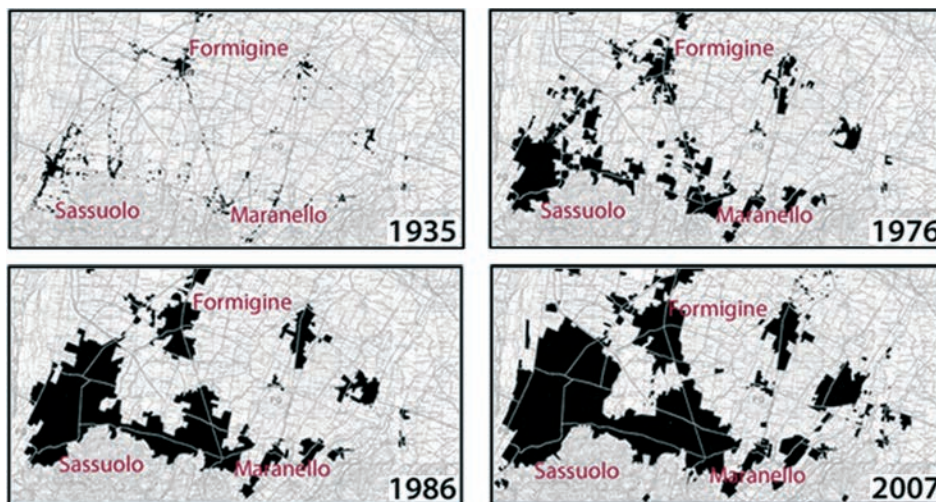 Formigine
Sassuolo
Maranello
1935
Formigine
Sassuolo
Maranello
1976
Formigine
Sassuolo
Maranello
1986
Formigine
Sassuolo
Maranello
2007